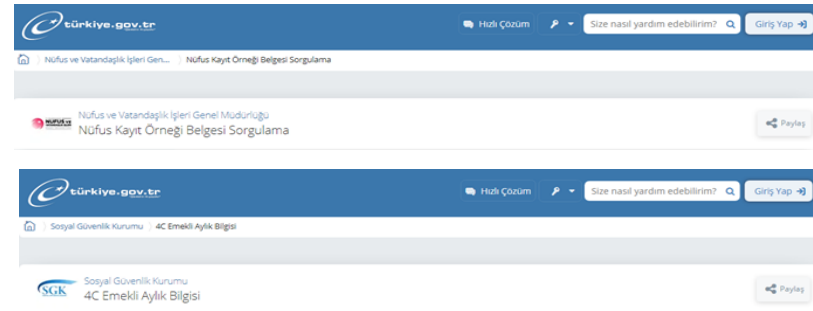 türkiye.gov.tr Hızlı Çözüm Size nasıl yardım edebilirim? Giriş Yap
Nüfus ve Vatandaşlık İşleri Gen... Nüfus Kayıt Örneği Belgesi Sorgulama
Nüfus ve Vatandaşlık İşleri Genel Müdürlüğü
Nüfus Kayıt Örneği Belgesi Sorgulama
Paylaş
türkiye.gov.tr Hızlı Çözüm Size nasıl yardım edebilirim? Giriş Yap
Sosyal Güvenlik Kurumu 4C Emekli Aylık Bilgisi
SGK
Sosyal Güvenlik Kurumu
4C Emekli Aylık Bilgisi
Paylaş